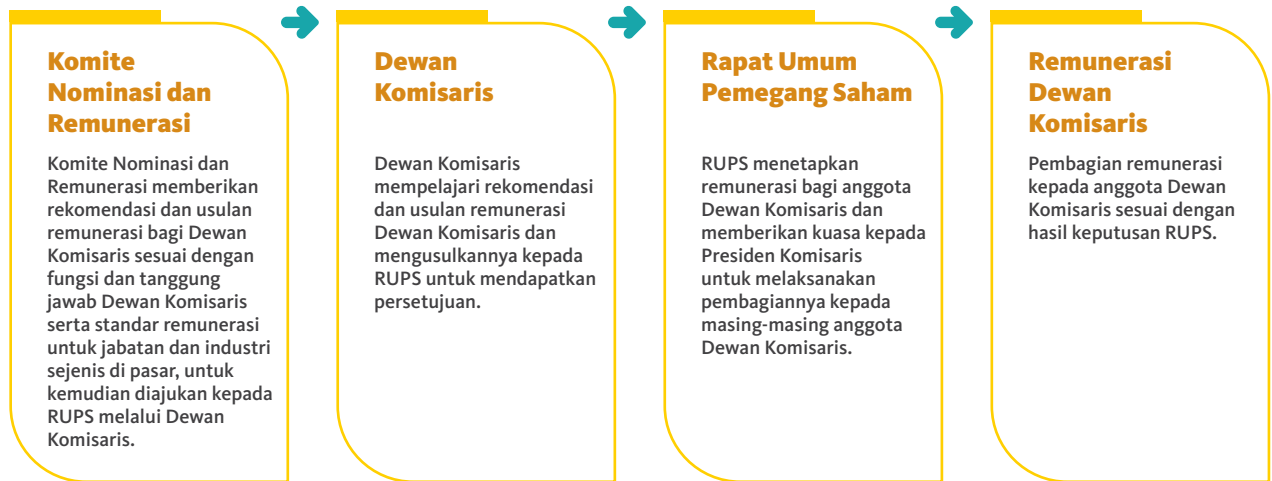 Komite
Nominasi dan
Remunerasi
Komite Nominasi dan
Remunerasi memberikan
rekomendasi dan usulan
remunerasi bagi Dewan
Komisaris sesuai dengan
fungsi dan tanggung
jawab Dewan Komisaris
serta standar remunerasi
untuk jabatan dan industri
sejenis di pasar, untuk
kemudian diajukan kepada
RUPS melalui Dewan
Komisaris.
Dewan
Komisaris
Dewan Komisaris
mempelajari rekomendasi
dan usulan remunerasi
Dewan Komisaris dan
mengusulkannya kepada
RUPS untuk mendapatkan
persetujuan.
Rapat Umum
Pemegang Saham
RUPS menetapkan
remunerasi bagi anggota
Dewan Komisaris dan
memberikan kuasa kepada
Presiden Komisaris
untuk melaksanakan
pembagiannya kepada
masing-masing anggota
Dewan Komisaris.
Remunerasi
Dewan
Komisaris
Pembagian remunerasi
kepada anggota Dewan
Komisaris sesuai dengan
hasil keputusan RUPS.